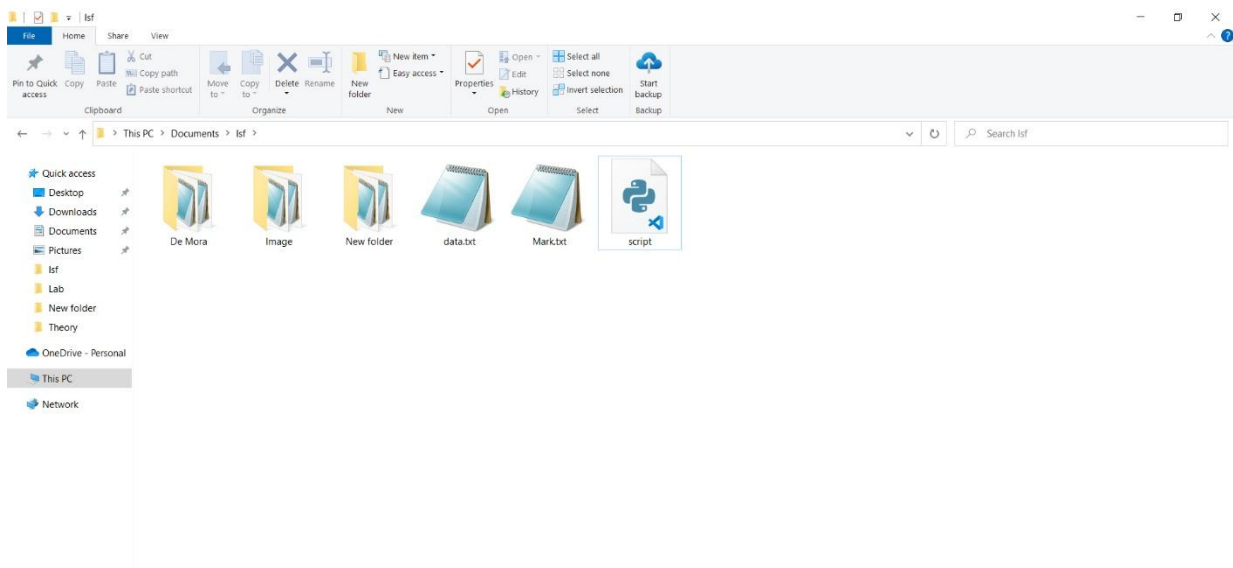 lsf
File Home Share View
Pin to Quick access
Copy
Paste
Cut
Copy path
Paste shortcut
Clipboard
Move to
Copy to
Delete
Rename
Organize
New folder
New item
Easy access
New
Properties
Open
Edit
History
Open
Select all
Select none
Invert selection
Select
Start backup
Backup
This PC > Documents > lsf >
Search lsf
Quick access
Desktop
Downloads
Documents
Pictures
lsf
Lab
New folder
Theory
OneDrive - Personal
This PC
Network
De Mora Image New folder data.txt Mark.txt script